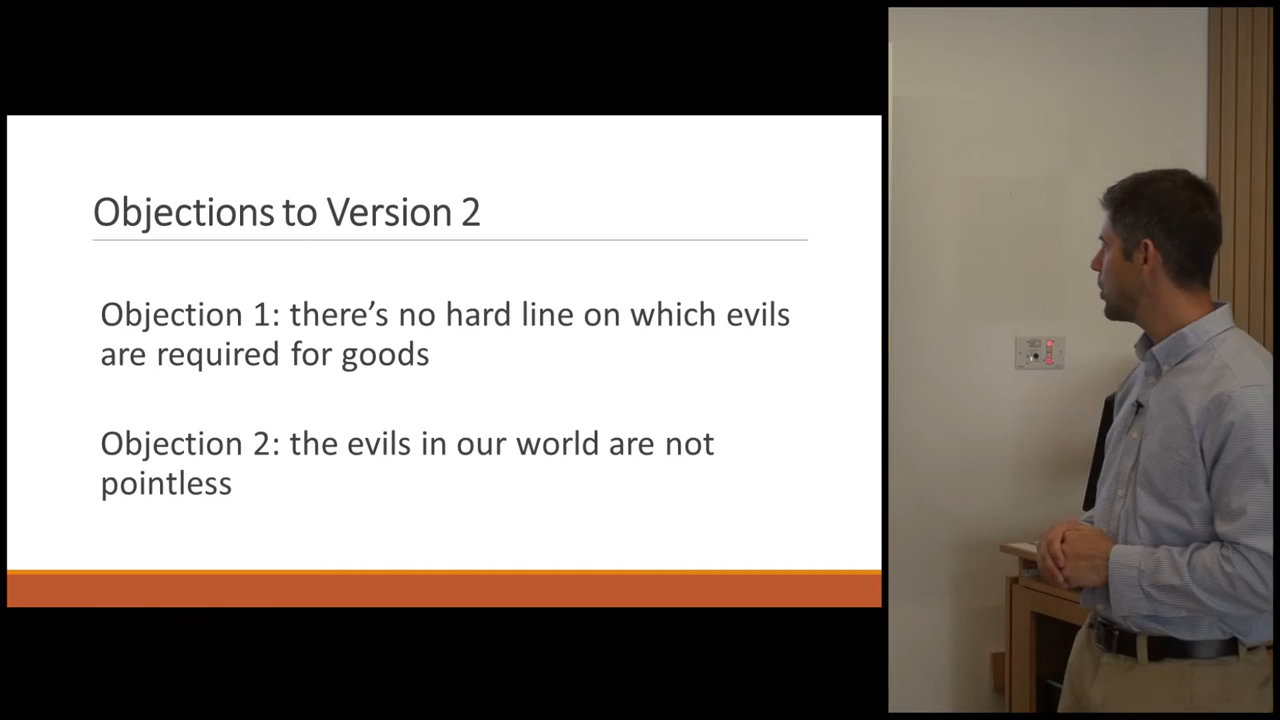 Objections to Version 2
Objection 1: there's no hard line on which evils
are required for goods
Objection 2: the evils in our world are not
pointless